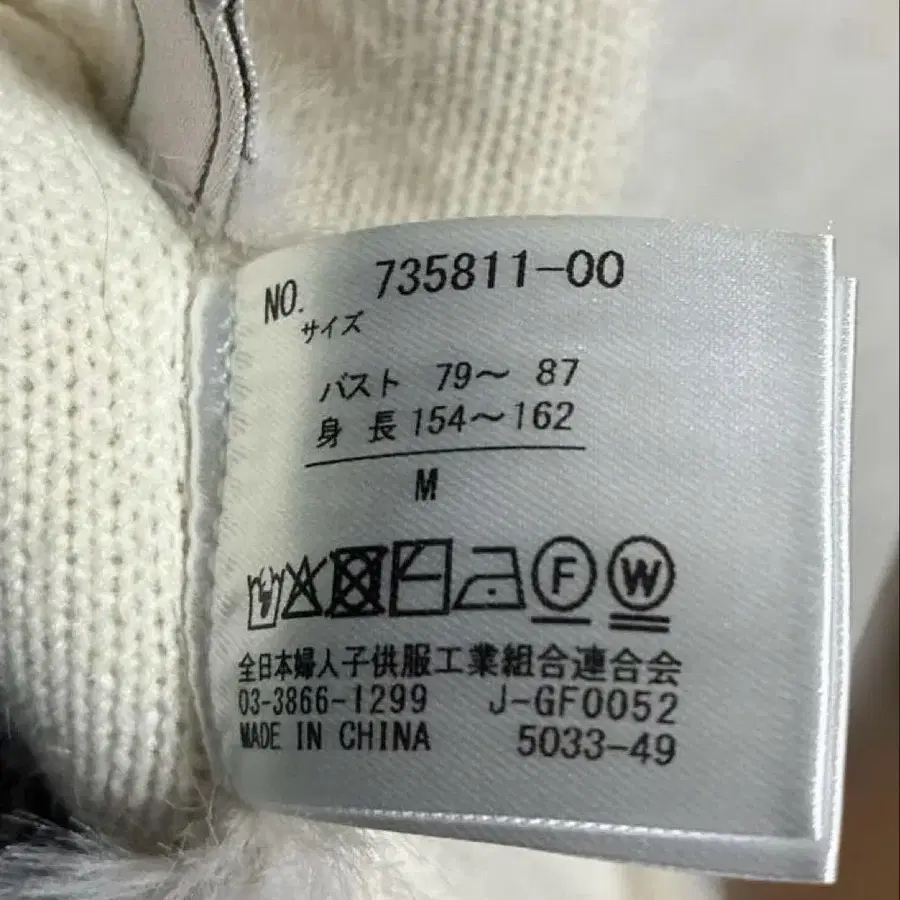 NO. 735811-00
サイズ
バスト 79～ 87
身 長 154～162
M
F W
全日本婦人子供服工業組合連合会
03-3866-1299 J-GF0052
MADE IN CHINA 5033-49